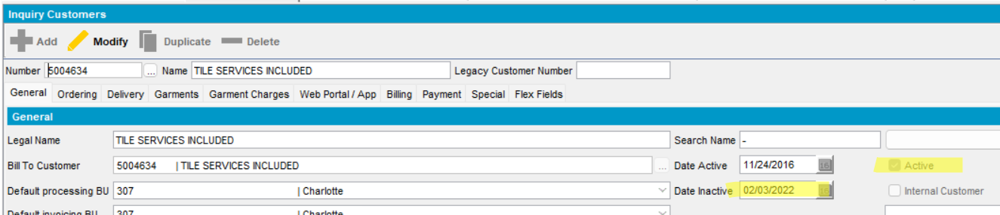 Inquiry Customers
Add Modify Duplicate Delete
Number 5004634 ... Name TILE SERVICES INCLUDED Legacy Customer Number
General Ordering Delivery Garments Garment Charges Web Portal / App Billing Payment Special Flex Fields
General
Legal Name TILE SERVICES INCLUDED Search Name -
Bill To Customer 5004634 | TILE SERVICES INCLUDED ... Date Active 11/24/2016 16 Active
Default processing BU 307 | Charlotte Date Inactive 02/03/2022 16 Internal Customer
Default invoicing BU 307 | Charlotte